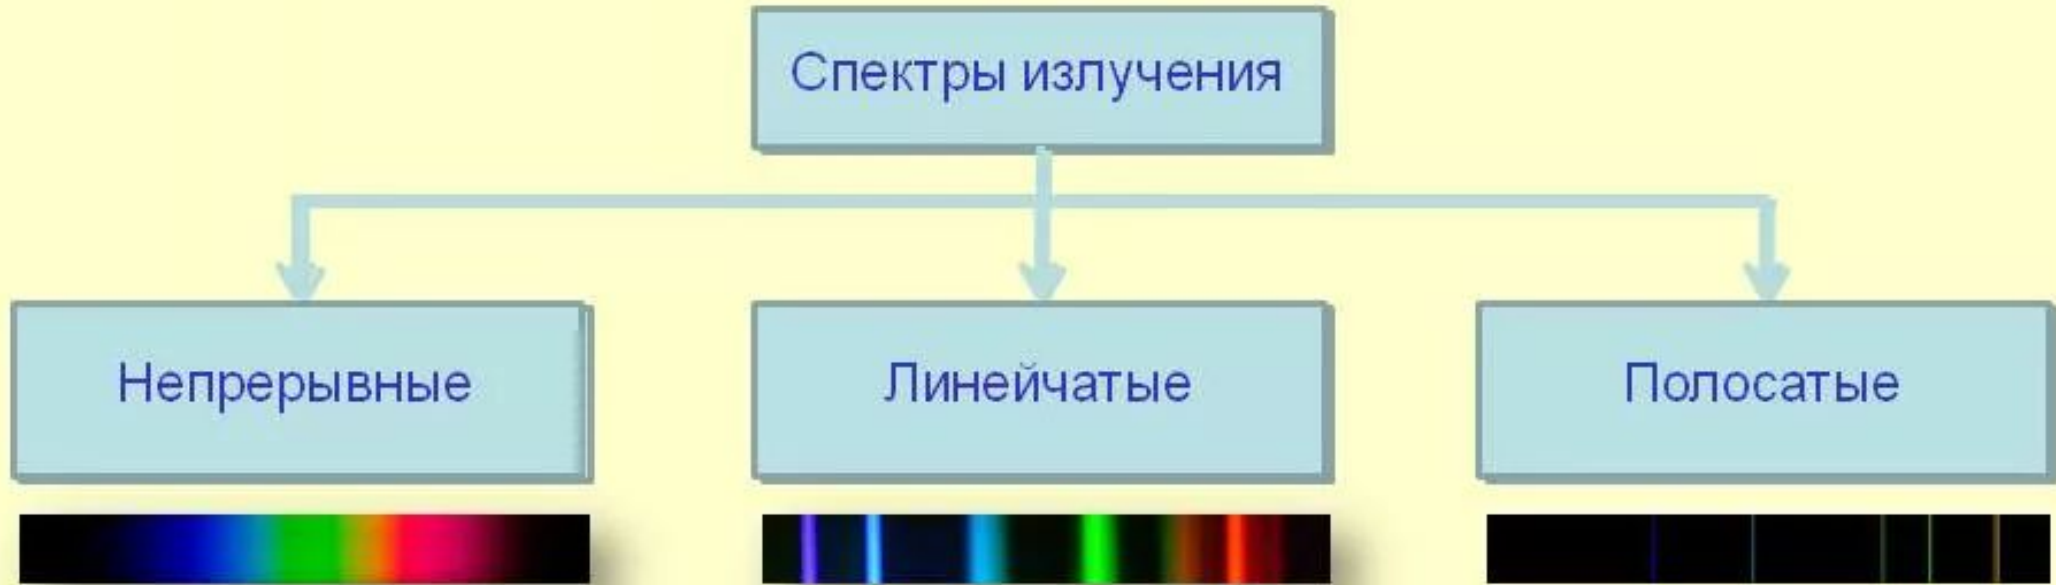 Спектры излучения
Непрерывные
Линейчатые
Полосатые